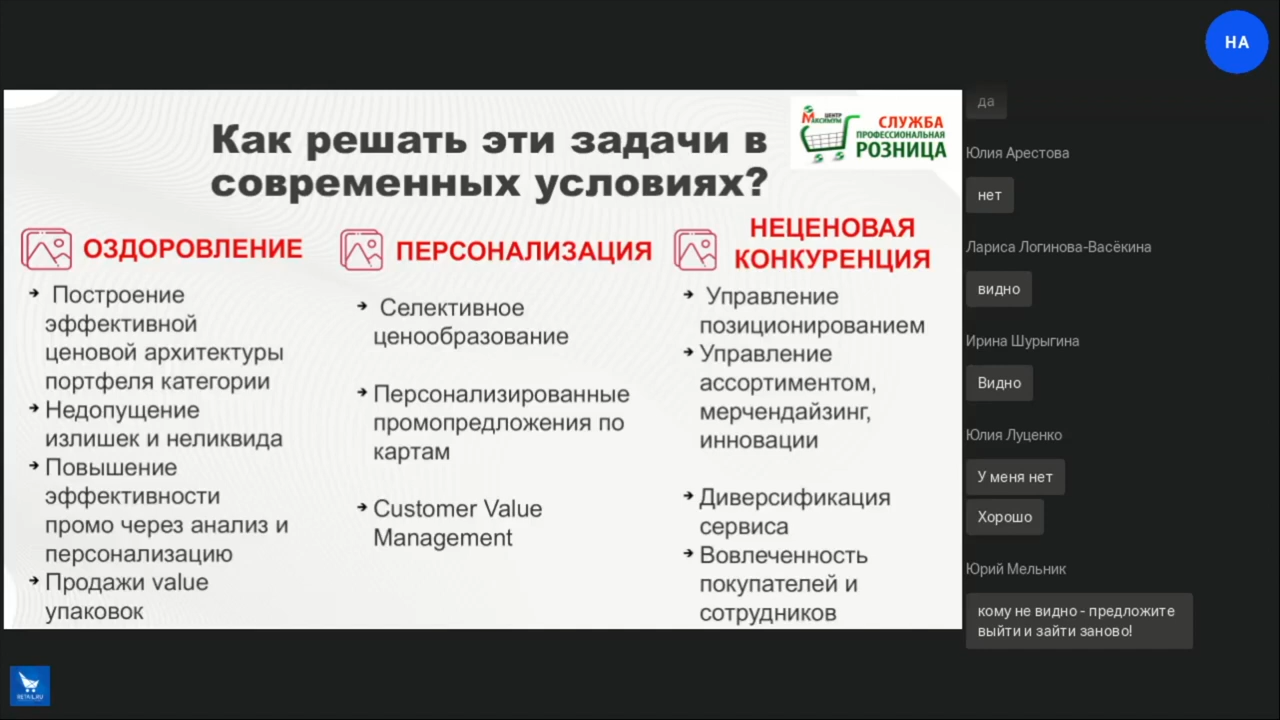 НА
Как решать эти задачи в
современных условиях?
ЦЕНТР
МАКСИМУМ
СЛУЖБА
ПРОФЕССИОНАЛЬНАЯ
РОЗНИЦА
ОЗДОРОВЛЕНИЕ
Построение
эффективной
ценовой архитектуры
портфеля категории
Недопущение
излишек и неликвида
Повышение
эффективности
промо через анализ и
персонализацию
Продажи value
упаковок
ПЕРСОНАЛИЗАЦИЯ
Селективное
ценообразование
Персонализированные
промопредложения по
картам
Customer Value
Management
НЕЦЕНОВАЯ
КОНКУРЕНЦИЯ
Управление
позиционированием
Управление
ассортиментом,
мерчендайзинг,
инновации
Диверсификация
сервиса
Вовлеченность
покупателей и
сотрудников
да
Юлия Арестова
нет
Лариса Логинова-Васёкина
видно
Ирина Шурыгина
Видно
Юлия Луценко
У меня нет
Хорошо
Юрий Мельник
кому не видно - предложите
выйти и зайти заново!
RETAIL.RU